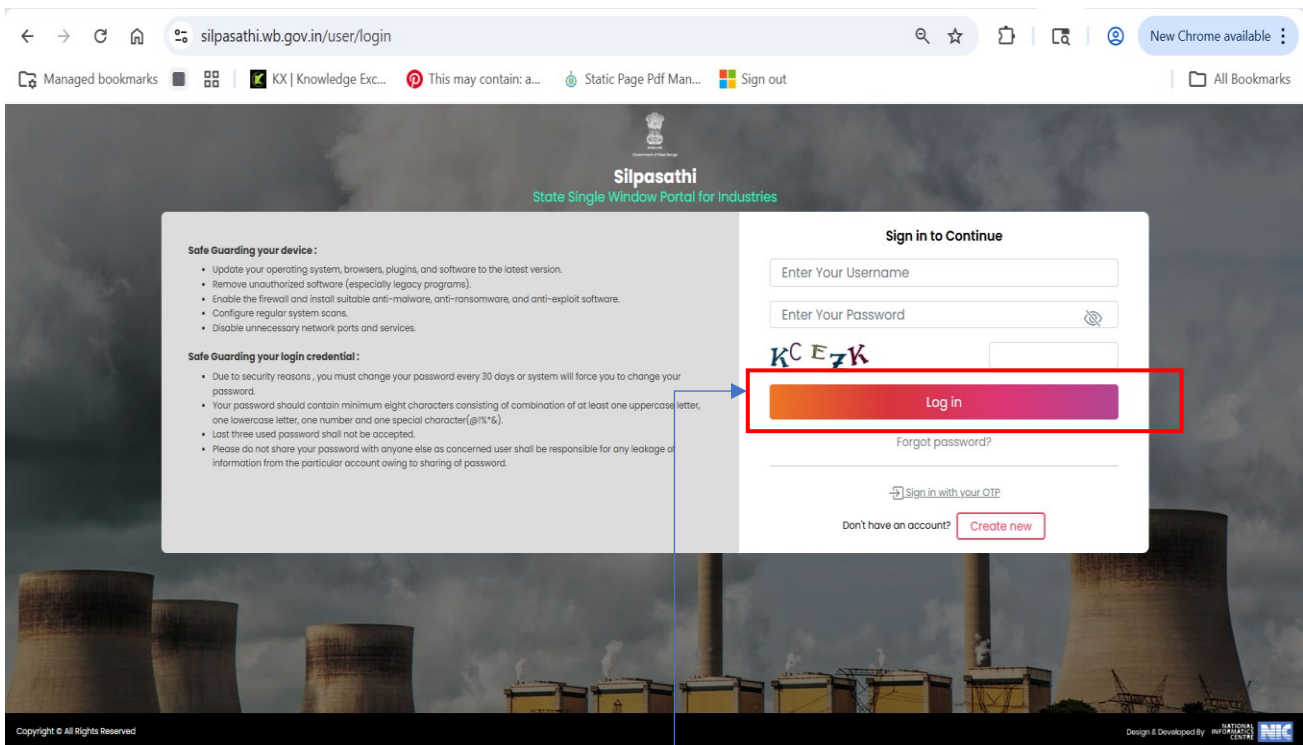 silpasathi.wb.gov.in/user/login
New Chrome available
Managed bookmarks
KX | Knowledge Exc...
This may contain: a...
Static Page Pdf Man...
Sign out
All Bookmarks
Silpasathi
State Single Window Portal for Industries
Safe Guarding your device :
• Update your operating system, browsers, plugins, and software to the latest version.
• Remove unauthorized software (especially legacy programs).
• Enable the firewall and install suitable anti-malware, anti-ransomware, and anti-exploit software.
• Configure regular system scans.
• Disable unnecessary network ports and services.
Safe Guarding your login credential :
• Due to security reasons , you must change your password every 30 days or system will force you to change your
password.
• Your password should contain minimum eight characters consisting of combination of at least one uppercase letter,
one lowercase letter, one number and one special character(@!%*&).
• Last three used password shall not be accepted.
• Please do not share your password with anyone else as concerned user shall be responsible for any leakage of
information from the particular account owing to sharing of password.
Sign in to Continue
Enter Your Username
Enter Your Password
KCE7K
Log in
Forgot password?
Sign in with your OTP
Don't have an account? Create new
Copyright © All Rights Reserved
Design & Developed By NATIONAL INFORMATICS CENTRE NIC